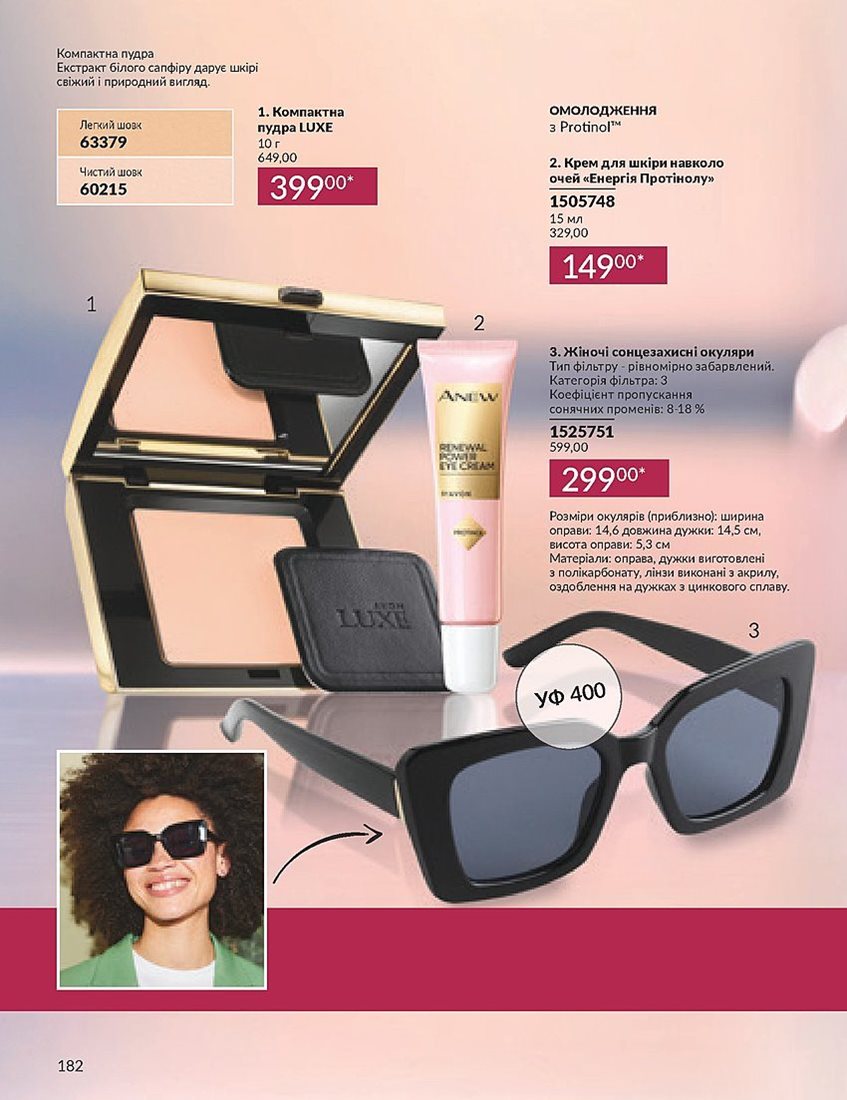 Компактна пудра
Екстракт білого сапфіру дарує шкірі
свіжий і природний вигляд.
Легкий шовк
63379
Чистий шовк
60215
1. Компактна
пудра LUXE
10 г
649,00
39900*
ОМОЛОДЖЕННЯ
з Protinol™
2. Крем для шкіри навколо
очей «Енергія Протінолу»
1505748
15 мл
329,00
14900*
1
2
ANEW
RENEWAL
POWER
EYE CREAM
PROTINOL
AVON
LUXE
3. Жіночі сонцезахисні окуляри
Тип фільтру - рівномірно забарвлений.
Категорія фільтра: 3
Коефіцієнт пропускання
сонячних променів: 8-18 %
1525751
599,00
29900*
Розміри окулярів (приблизно): ширина
оправи: 14,6 довжина дужки: 14,5 см,
висота оправи: 5,3 см
Матеріали: оправа, дужки виготовлені
з полікарбонату, лінзи виконані з акрилу,
оздоблення на дужках з цинкового сплаву.
3
УФ 400
182